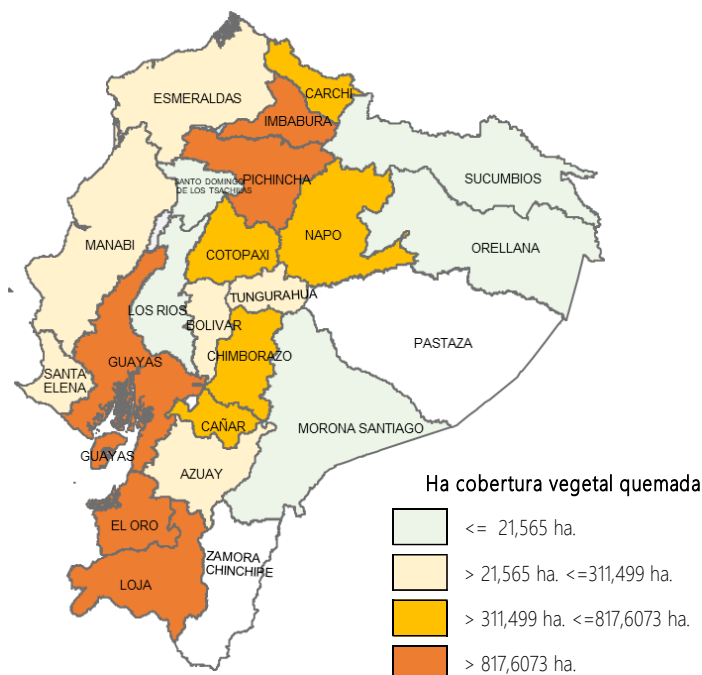 ESMERALDAS
CARCHI
IMBABURA
PICHINCHA
SANTO DOMINGO
DE LOS TSACHILAS
SUCUMBIOS
MANABI
COTOPAXI
NAPO
ORELLANA
LOS RIOS
TUNGURAHUA
BOLIVAR
PASTAZA
CHIMBORAZO
GUAYAS
SANTA
ELENA
CAÑAR
MORONA SANTIAGO
GUAYAS
AZUAY
EL ORO
ZAMORA
CHINCHIPE
LOJA
Ha cobertura vegetal quemada
<= 21,565 ha.
> 21,565 ha. <=311,499 ha.
> 311,499 ha. <=817,6073 ha.
> 817,6073 ha.